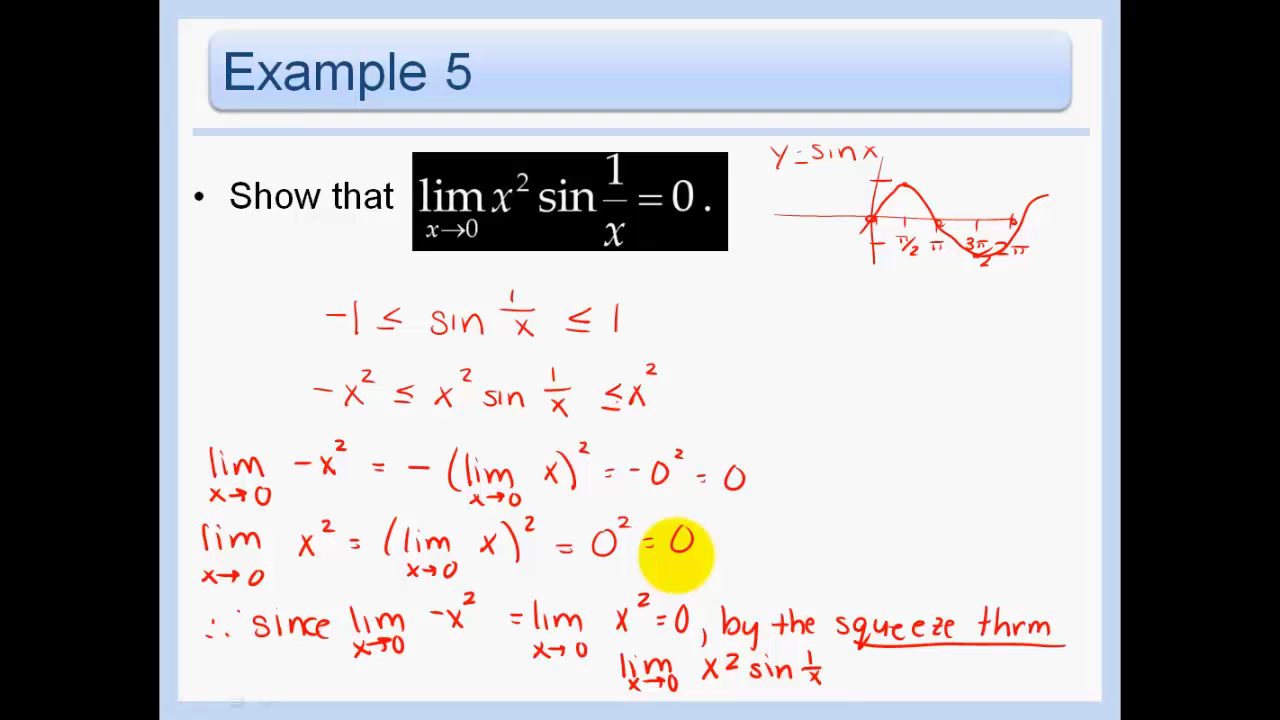 Example 5
• Show that lim x→0 x² sin 1/x = 0 .
y = sin x
π/2 π 3π/2 2π
-1 ≤ sin 1/x ≤ 1
-x² ≤ x² sin 1/x ≤ x²
lim x→0 -x² = -(lim x→0 x)² = -0² = 0
lim x→0 x² = (lim x→0 x)² = 0² = 0
∴ since lim x→0 -x² = lim x→0 x² = 0, by the squeeze thrm
lim x→0 x² sin 1/x